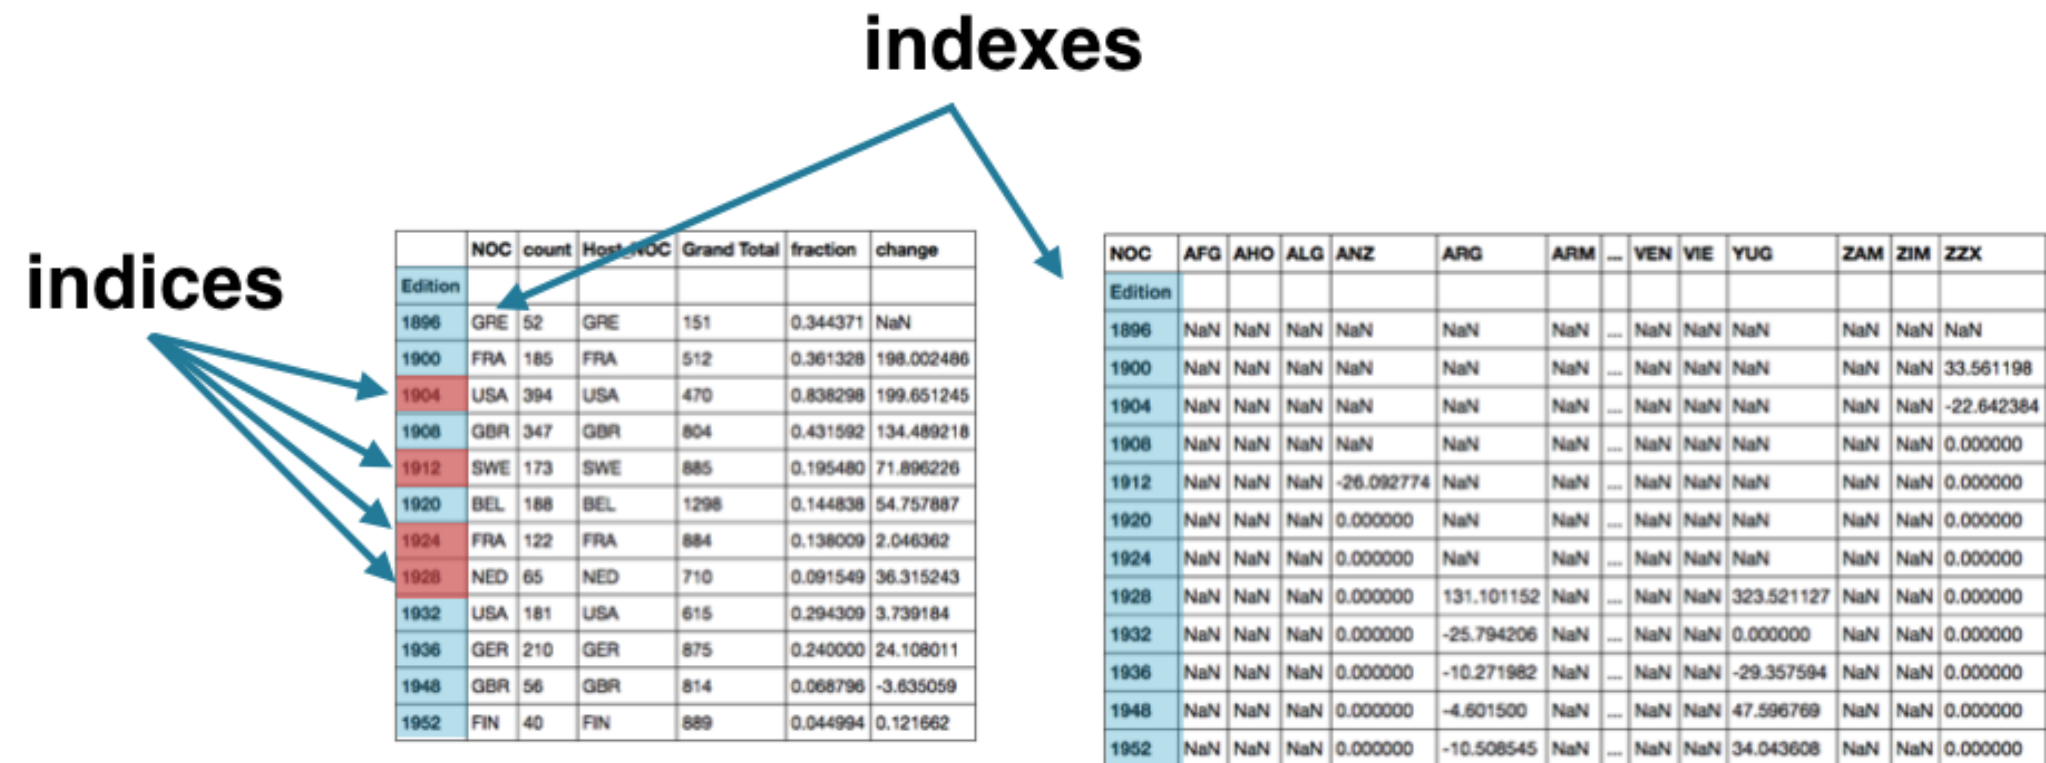 indexes
indices
NOC count Host_NOC Grand Total fraction change
Edition
1896 GRE 52 GRE 151 0.344371 NaN
1900 FRA 185 FRA 512 0.361328 198.002486
1904 USA 394 USA 470 0.838298 199.651245
1908 GBR 347 GBR 804 0.431592 134.489218
1912 SWE 173 SWE 885 0.195480 71.896226
1920 BEL 188 BEL 1298 0.144838 54.757887
1924 FRA 122 FRA 884 0.138009 2.046362
1928 NED 65 NED 710 0.091549 36.315243
1932 USA 181 USA 615 0.294309 3.739184
1936 GER 210 GER 875 0.240000 24.108011
1948 GBR 56 GBR 814 0.068796 -3.635059
1952 FIN 40 FIN 889 0.044994 0.121662
NOC AFG AHO ALG ANZ ARG ARM ... VEN VIE YUG ZAM ZIM ZZX
Edition
1896 NaN NaN NaN NaN NaN NaN ... NaN NaN NaN NaN NaN NaN
1900 NaN NaN NaN NaN NaN NaN ... NaN NaN NaN NaN NaN 33.561198
1904 NaN NaN NaN NaN NaN NaN ... NaN NaN NaN NaN NaN -22.642384
1908 NaN NaN NaN NaN NaN NaN ... NaN NaN NaN NaN NaN 0.000000
1912 NaN NaN NaN -26.092774 NaN NaN ... NaN NaN NaN NaN NaN 0.000000
1920 NaN NaN NaN 0.000000 NaN NaN ... NaN NaN NaN NaN NaN 0.000000
1924 NaN NaN NaN 0.000000 NaN NaN ... NaN NaN NaN NaN NaN 0.000000
1928 NaN NaN NaN 0.000000 131.101152 NaN ... NaN NaN 323.521127 NaN NaN 0.000000
1932 NaN NaN NaN 0.000000 -25.794206 NaN ... NaN NaN 0.000000 NaN NaN 0.000000
1936 NaN NaN NaN 0.000000 -10.271982 NaN ... NaN NaN -29.357594 NaN NaN 0.000000
1948 NaN NaN NaN 0.000000 -4.601500 NaN ... NaN NaN 47.596769 NaN NaN 0.000000
1952 NaN NaN NaN 0.000000 -10.508545 NaN ... NaN NaN 34.043608 NaN NaN 0.000000